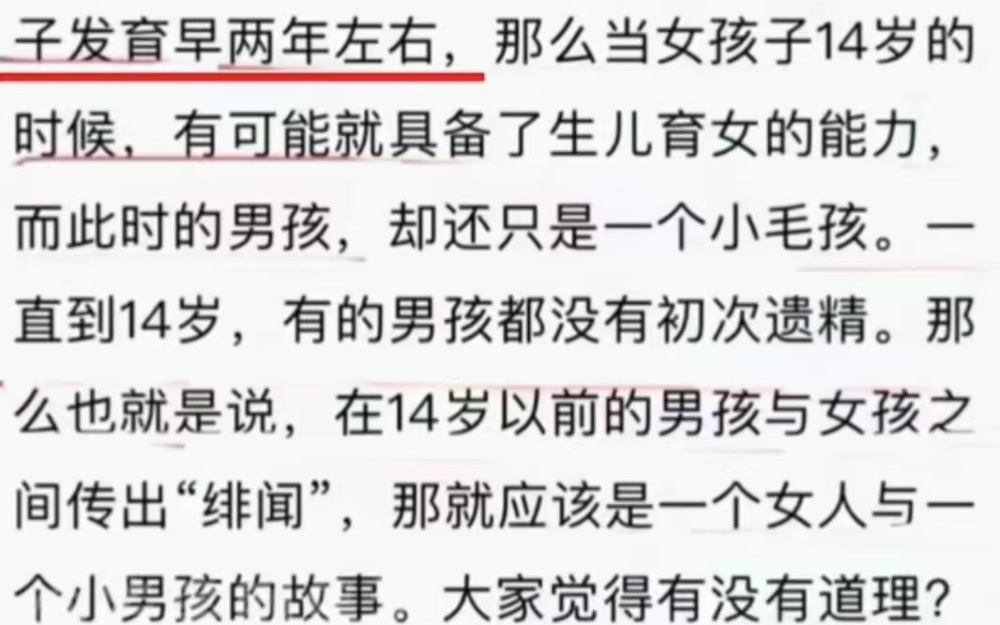 子发育早两年左右，那么当女孩子14岁的
时候，有可能就具备了生儿育女的能力，
而此时的男孩，却还只是一个小毛孩。一
直到14岁，有的男孩都没有初次遗精。那
么也就是说，在14岁以前的男孩与女孩之
间传出“绯闻”，那就应该是一个女人与一
个小男孩的故事。大家觉得有没有道理？